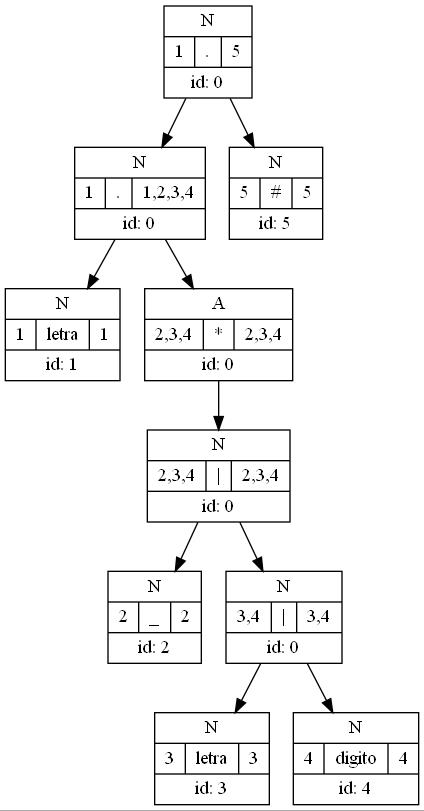 N
1 . 5
id: 0
N
1 . 1,2,3,4
id: 0
N
5 # 5
id: 5
N
1 letra 1
id: 1
A
2,3,4 * 2,3,4
id: 0
N
2,3,4 | 2,3,4
id: 0
N
2 _ 2
id: 2
N
3,4 | 3,4
id: 0
N
3 letra 3
id: 3
N
4 digito 4
id: 4